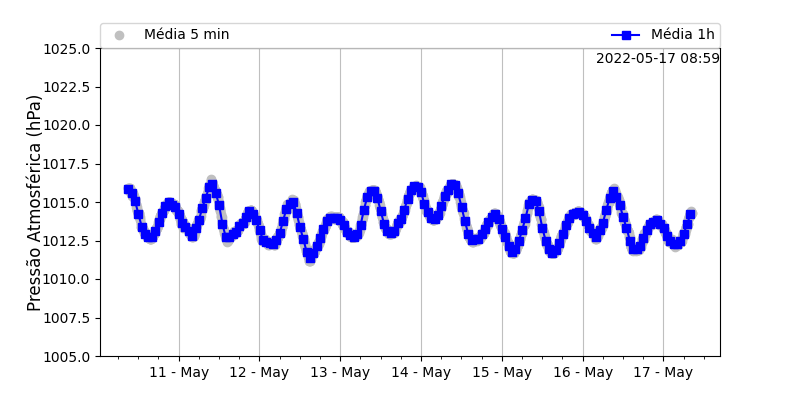 Média 5 min
Média 1h
2022-05-17 08:59
Pressão Atmosférica (hPa)
1025.0
1022.5
1020.0
1017.5
1015.0
1012.5
1010.0
1007.5
1005.0
11 - May
12 - May
13 - May
14 - May
15 - May
16 - May
17 - May